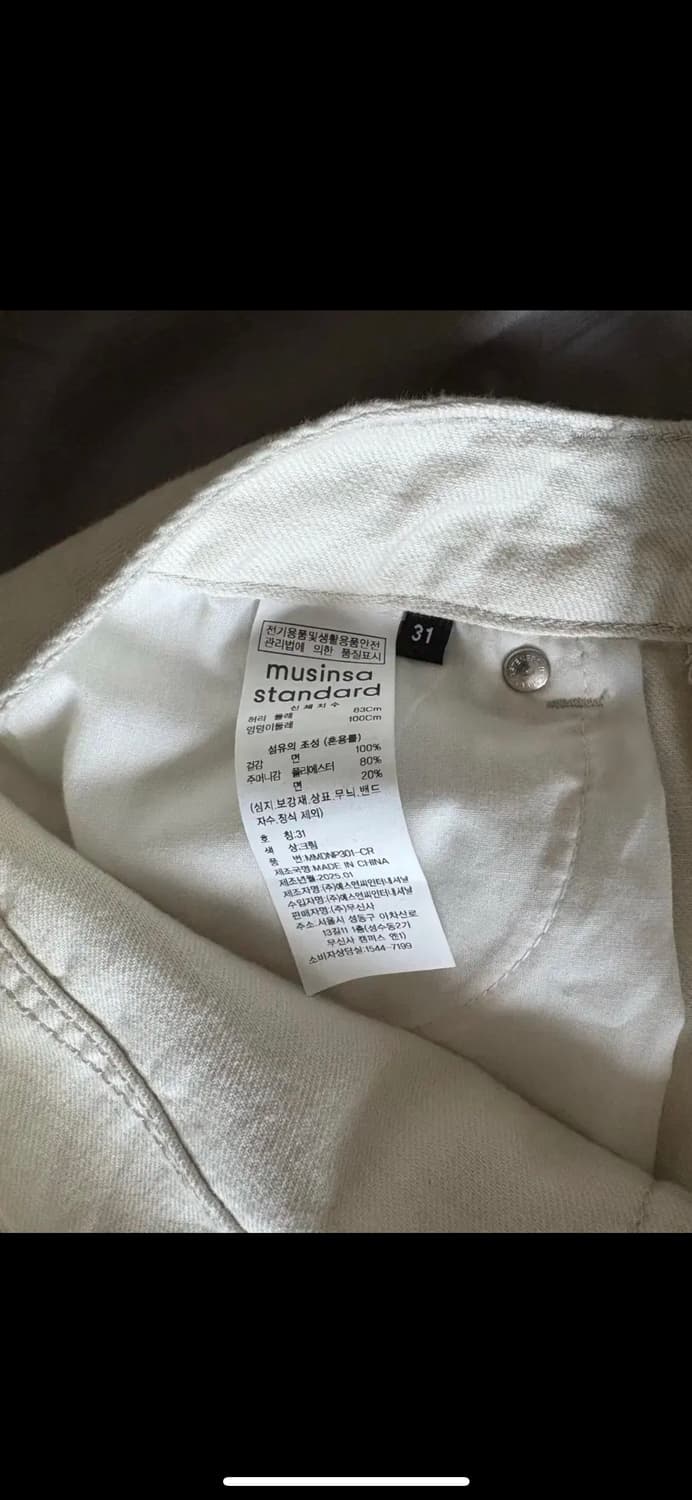 전기용품및생활용품안전
관리법에 의한 품질표시
31
musinsa
standard
신체치수
허리 둘레 83Cm
엉덩이둘레 100Cm
섬유의 조성 (혼용률)
겉감 면 100%
주머니감 폴리에스터 80%
면 20%
(심지.보강재.상표.무늬.밴드
자수.장식 제외)
호 칭:31
색 상:크림
품 번:MMDNP301-CR
제조국명:MADE IN CHINA
제조년월:2025.01
제조자명:(주)에스엔씨인터내셔날
수입자명:(주)에스엔씨인터내셔날
판매자명:(주)무신사
주소:서울시 성동구 아차산로
13길11 1층(성수동2가
무신사 캠퍼스 엔1)
소비자상담실:1544-7199